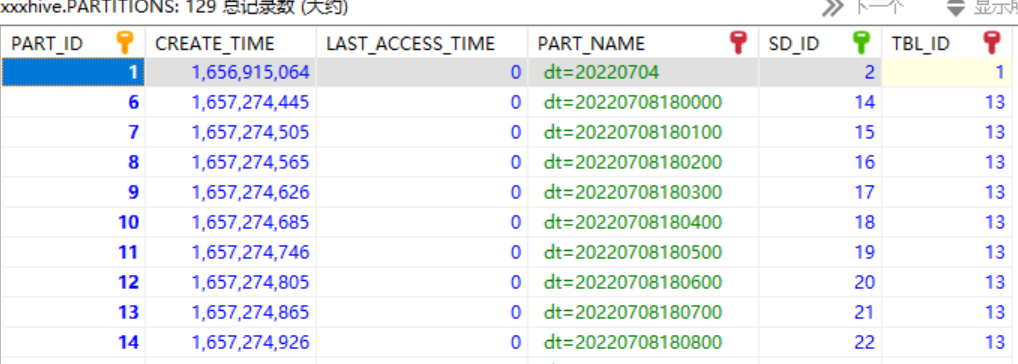 xxxhive.PARTITIONS: 129 总记录数 (大约) 下一个
PART_ID CREATE_TIME LAST_ACCESS_TIME PART_NAME SD_ID TBL_ID
1 1,656,915,064 0 dt=20220704 2 1
6 1,657,274,445 0 dt=20220708180000 14 13
7 1,657,274,505 0 dt=20220708180100 15 13
8 1,657,274,565 0 dt=20220708180200 16 13
9 1,657,274,626 0 dt=20220708180300 17 13
10 1,657,274,685 0 dt=20220708180400 18 13
11 1,657,274,746 0 dt=20220708180500 19 13
12 1,657,274,805 0 dt=20220708180600 20 13
13 1,657,274,865 0 dt=20220708180700 21 13
14 1,657,274,926 0 dt=20220708180800 22 13